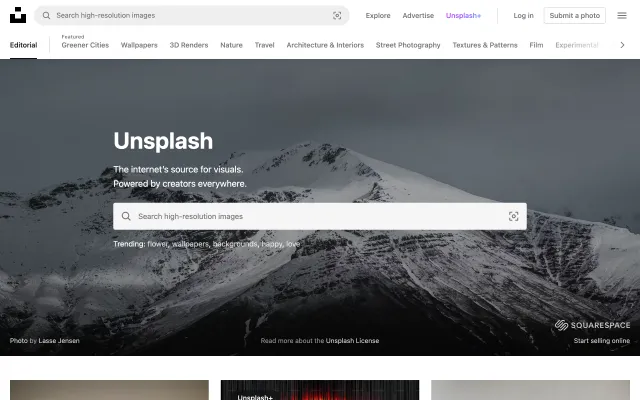 Search high-resolution images
Explore
Advertise
Unsplash+
Log in
Submit a photo
Editorial
Featured
Greener Cities
Wallpapers
3D Renders
Nature
Travel
Architecture & Interiors
Street Photography
Textures & Patterns
Film
Experimental
Unsplash
The internet's source for visuals.
Powered by creators everywhere.
Search high-resolution images
Trending: flower, wallpapers, backgrounds, happy, love
SQUARESPACE
Photo by Lasse Jensen
Read more about the Unsplash License
Start selling online
Unsplash+